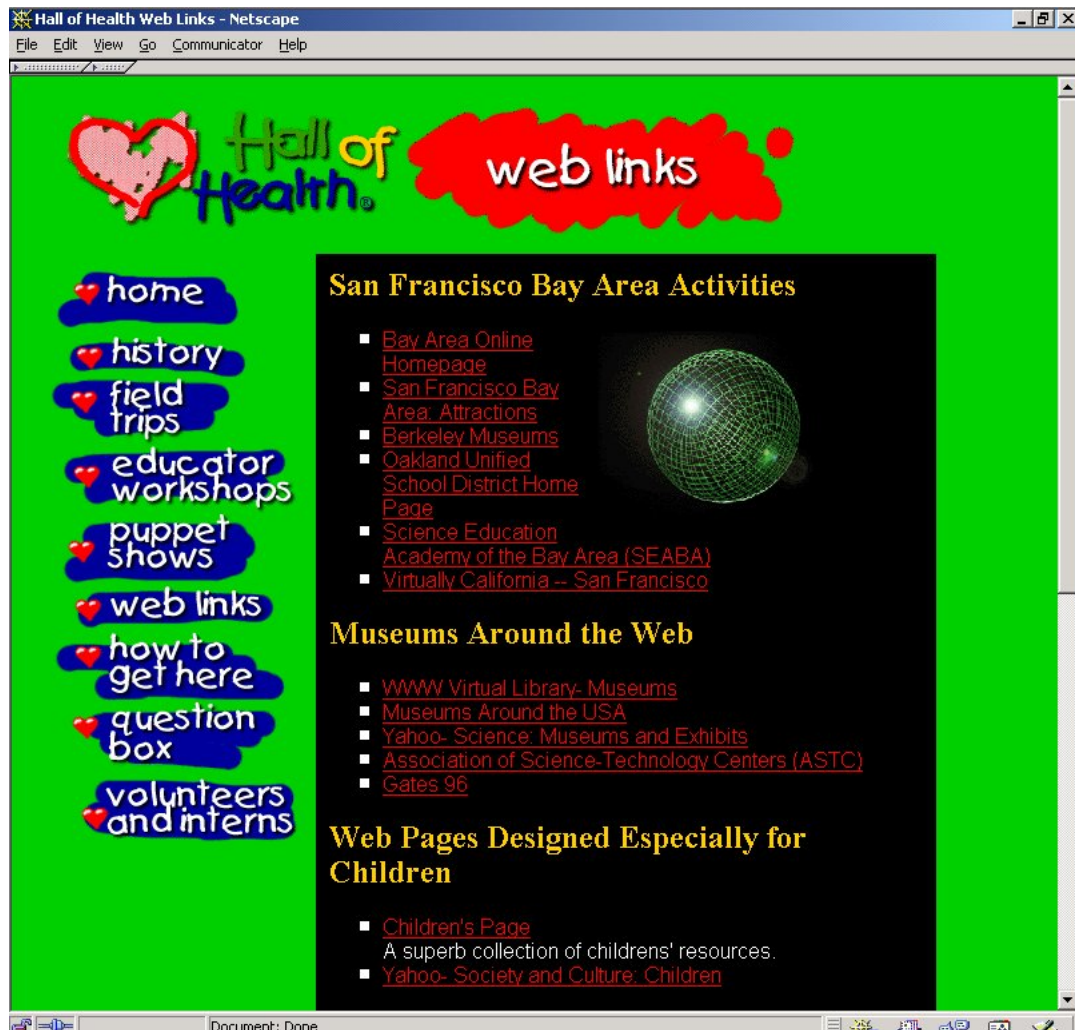 Hall of Health Web Links - Netscape
File Edit View Go Communicator Help
Hall of
Health®
web links
home
history
field
trips
educator
workshops
puppet
shows
web links
how to
get here
question
box
volunteers
and interns
San Francisco Bay Area Activities
Bay Area Online
Homepage
San Francisco Bay
Area: Attractions
Berkeley Museums
Oakland Unified
School District Home
Page
Science Education
Academy of the Bay Area (SEABA)
Virtually California -- San Francisco
Museums Around the Web
WWW Virtual Library- Museums
Museums Around the USA
Yahoo- Science: Museums and Exhibits
Association of Science-Technology Centers (ASTC)
Gates 96
Web Pages Designed Especially for
Children
Children's Page
A superb collection of childrens' resources.
Yahoo- Society and Culture: Children
Document: Done